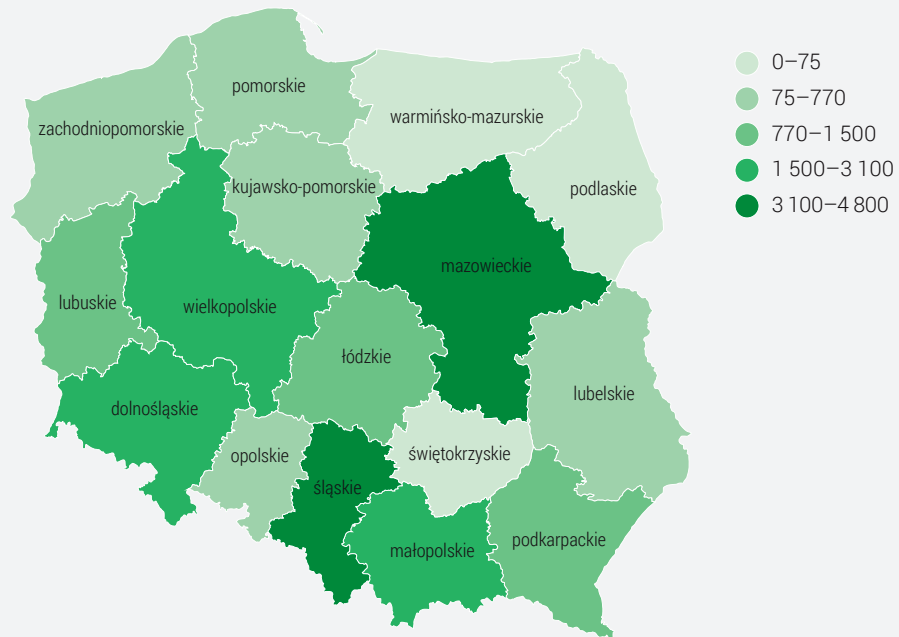 pomorskie
warmińsko-mazurskie
zachodniopomorskie
kujawsko-pomorskie
podlaskie
mazowieckie
lubuskie
wielkopolskie
łódzkie
lubelskie
dolnośląskie
opolskie
świętokrzyskie
śląskie
podkarpackie
małopolskie
0–75
75–770
770–1 500
1 500–3 100
3 100–4 800